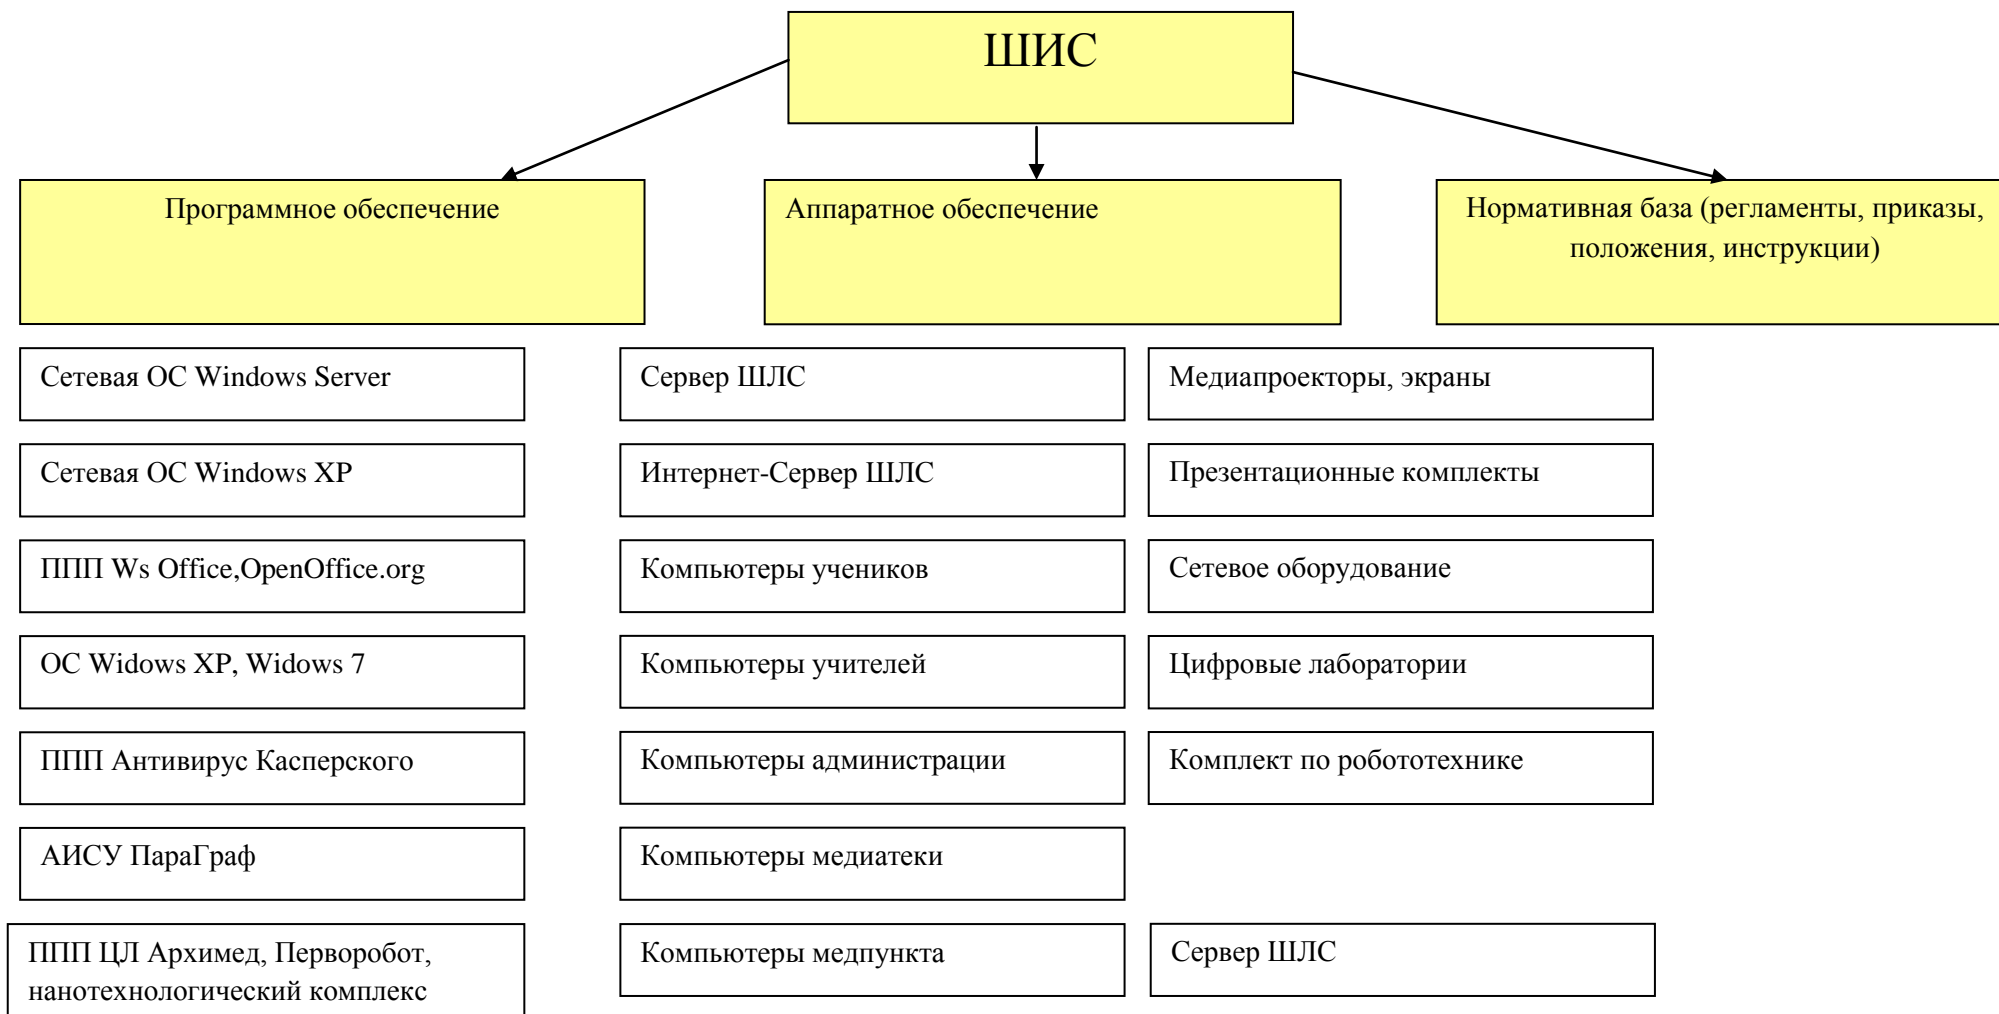 ШИС
Программное обеспечение
Аппаратное обеспечение
Нормативная база (регламенты, приказы,
положения, инструкции)
Сетевая ОС Windows Server
Сервер ШЛС
Медиапроекторы, экраны
Сетевая ОС Windows XP
Интернет-Сервер ШЛС
Презентационные комплекты
ППП Ws Office,OpenOffice.org
Компьютеры учеников
Сетевое оборудование
ОС Widows XP, Widows 7
Компьютеры учителей
Цифровые лаборатории
ППП Антивирус Касперского
Компьютеры администрации
Комплект по робототехнике
АИСУ ПараГраф
Компьютеры медиатеки
ППП ЦЛ Архимед, Перворобот,
нанотехнологический комплекс
Компьютеры медпункта
Сервер ШЛС